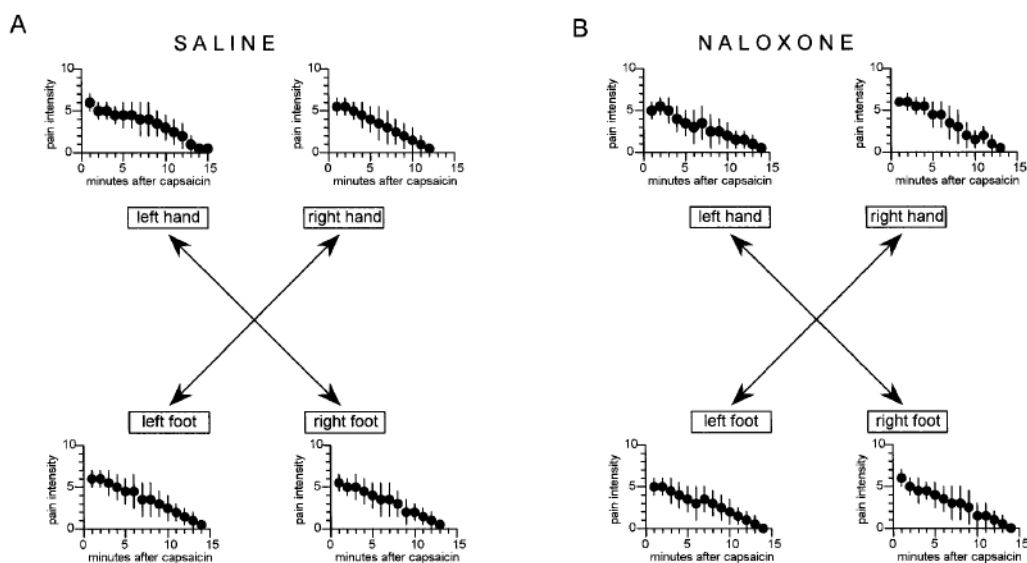 A
SALINE
10
5
0
pain intensity
0 5 10 15
minutes after capsaicin
10
5
0
pain intensity
0 5 10 15
minutes after capsaicin
left hand
right hand
left foot
right foot
10
5
0
pain intensity
0 5 10 15
minutes after capsaicin
10
5
0
pain intensity
0 5 10 15
minutes after capsaicin
B
NALOXONE
10
5
0
pain intensity
0 5 10 15
minutes after capsaicin
10
5
0
pain intensity
0 5 10 15
minutes after capsaicin
left hand
right hand
left foot
right foot
10
5
0
pain intensity
0 5 10 15
minutes after capsaicin
10
5
0
pain intensity
0 5 10 15
minutes after capsaicin